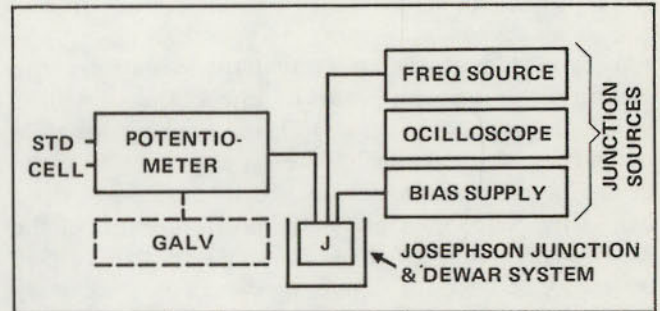 FREQ SOURCE
OCILLOSCOPE
BIAS SUPPLY
JUNCTION
SOURCES
STD
CELL
POTENTIO-
METER
GALV
J
JOSEPHSON JUNCTION
& DEWAR SYSTEM